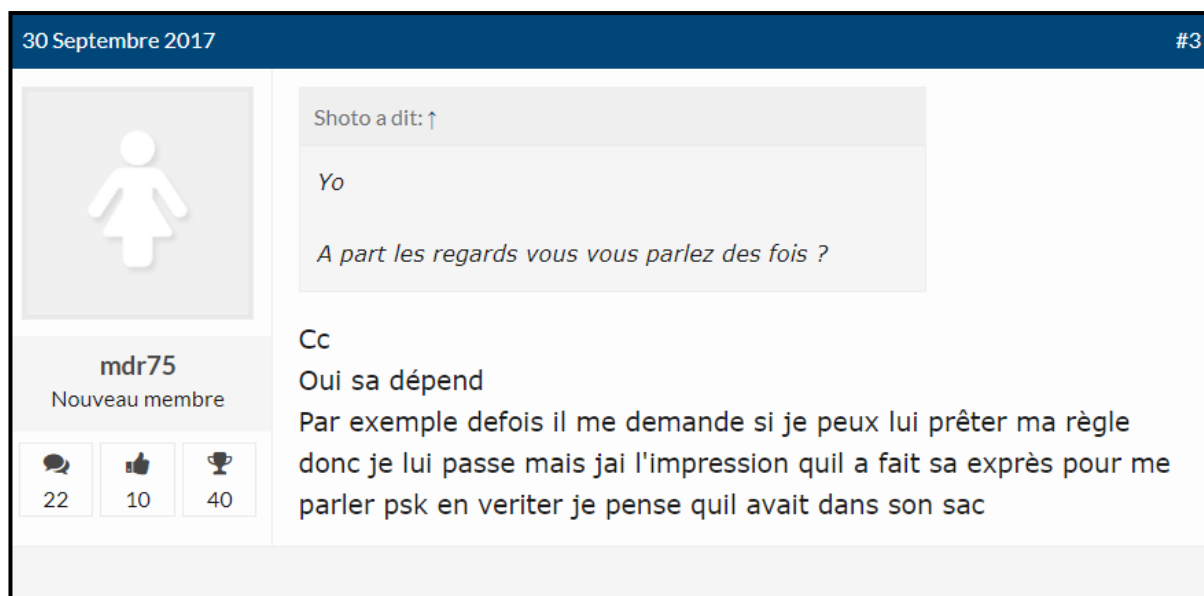 30 Septembre 2017 #3
Shoto a dit: ↑
Yo
A part les regards vous vous parlez des fois ?
Cc
Oui sa dépend
Par exemple defois il me demande si je peux lui prêter ma règle
donc je lui passe mais jai l'impression quil a fait sa exprès pour me
parler psk en veriter je pense quil avait dans son sac
mdr75
Nouveau membre
22 10 40